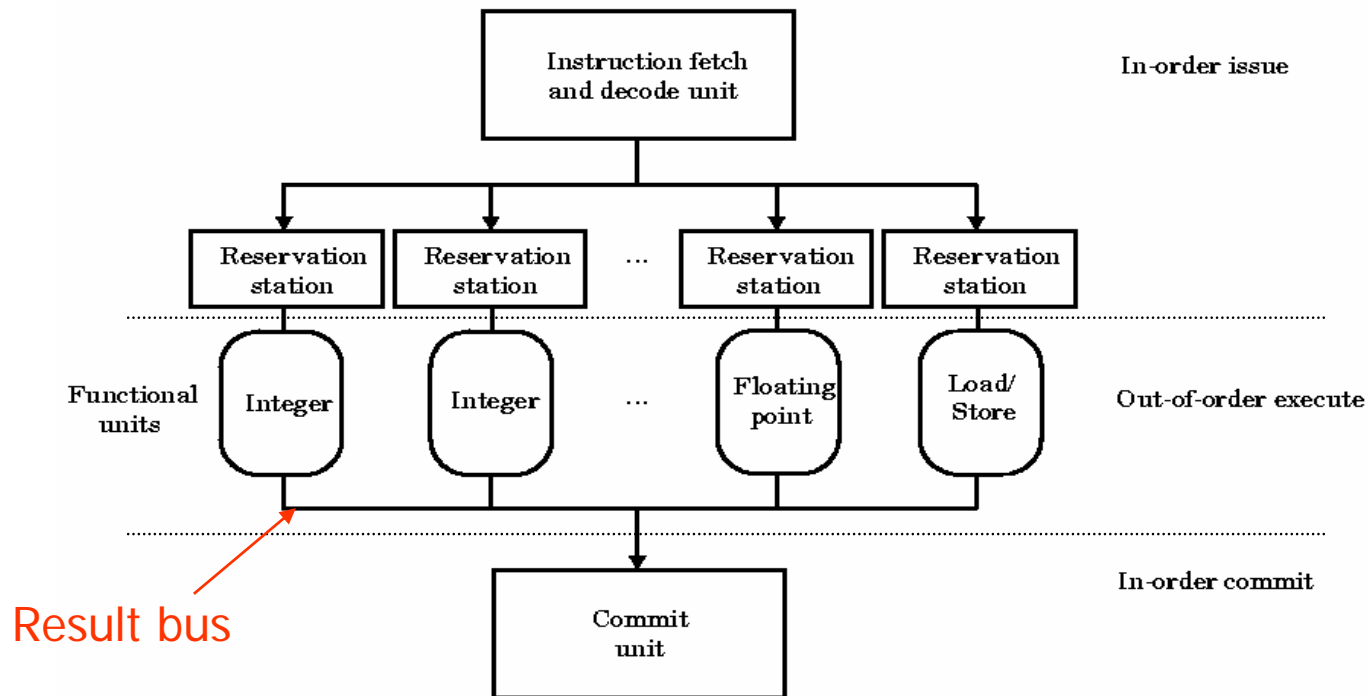 Instruction fetch
and decode unit
In-order issue
Reservation
station
Reservation
station
...
Reservation
station
Reservation
station
Functional
units
Integer
Integer
...
Floating
point
Load/
Store
Out-of-order execute
Result bus
In-order commit
Commit
unit